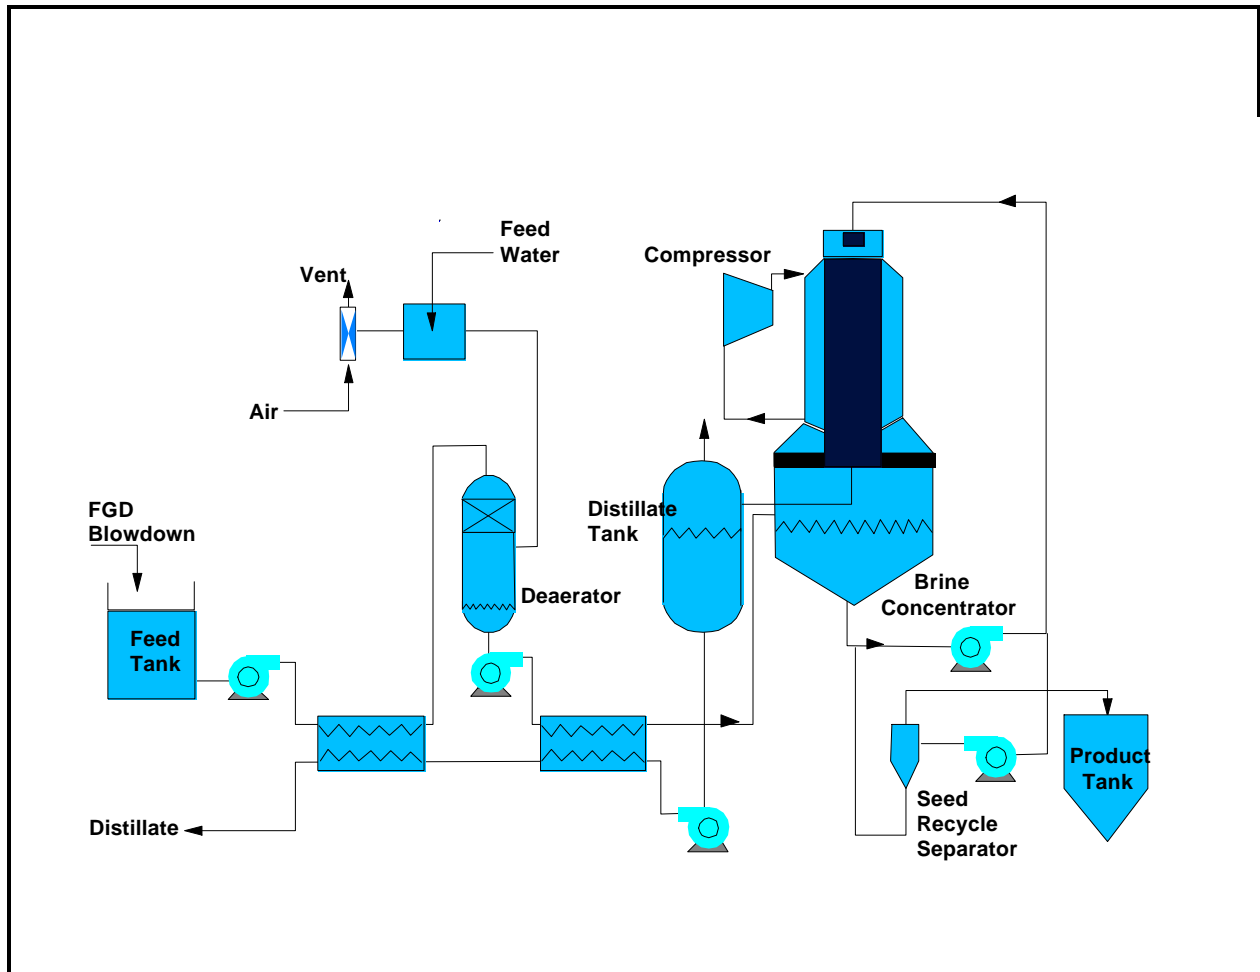 Feed
Water
Compressor
Vent
Air
FGD
Blowdown
Distillate
Tank
Deaerator
Brine
Concentrator
Feed
Tank
Product
Tank
Seed
Recycle
Separator
Distillate